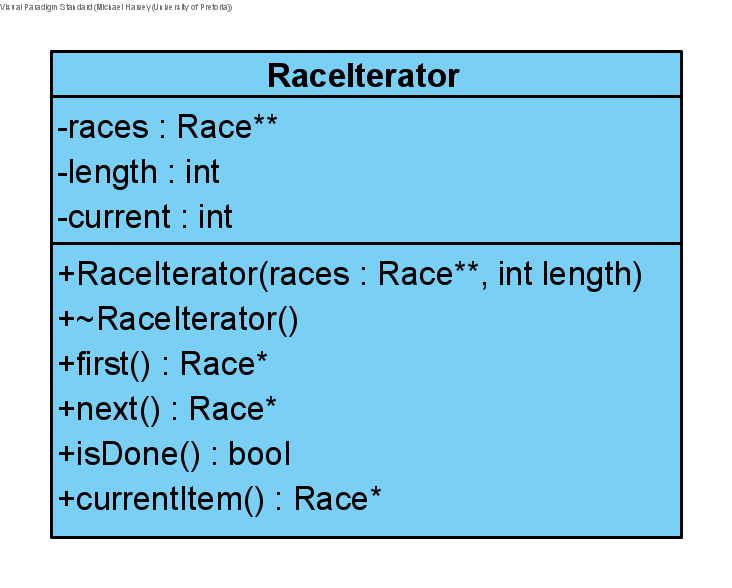 Visual Paradigm Standard (Michael Harvey (University of Pretoria))
RaceIterator
-races : Race**
-length : int
-current : int
+RaceIterator(races : Race**, int length)
+~RaceIterator()
+first() : Race*
+next() : Race*
+isDone() : bool
+currentItem() : Race*